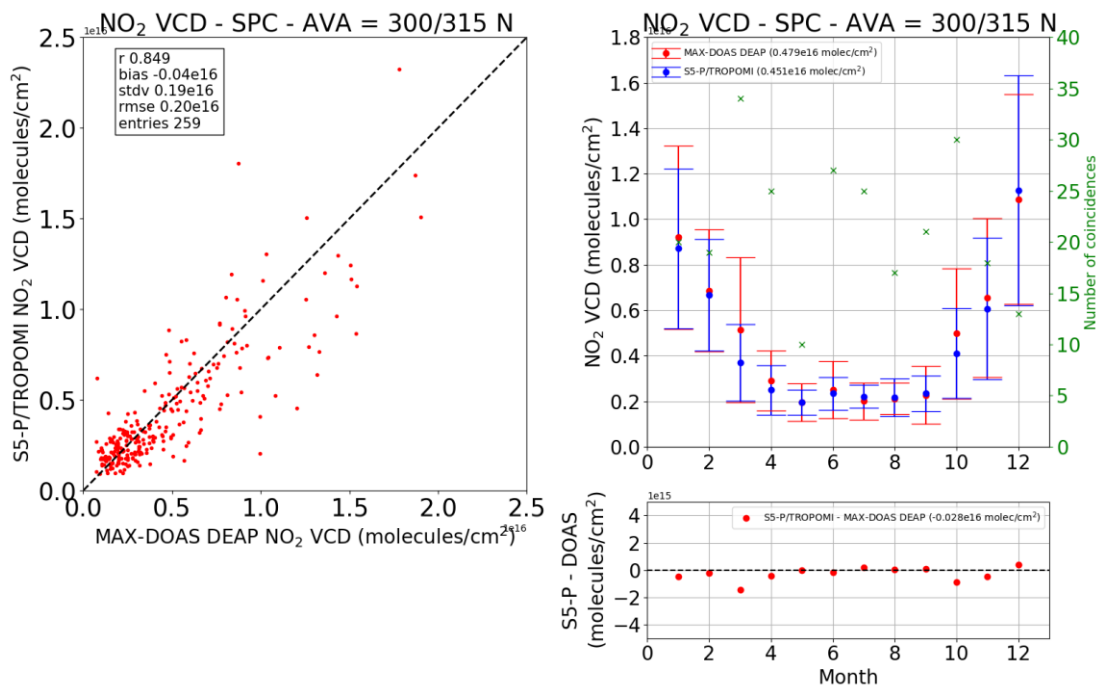 NO₂ VCD - SPC - AVA = 300/315 N
1e16
2.5
2.0
1.5
1.0
0.5
0.0
r 0.849
bias -0.04e16
stdv 0.19e16
rmse 0.20e16
entries 259
S5-P/TROPOMI NO₂ VCD (molecules/cm²)
0.0 0.5 1.0 1.5 2.0 2.5
1e16
MAX-DOAS DEAP NO₂ VCD (molecules/cm²)
NO₂ VCD - SPC - AVA = 300/315 N
MAX-DOAS DEAP (0.479e16 molec/cm²)
S5-P/TROPOMI (0.451e16 molec/cm²)
1.8
1.6
1.4
1.2
1.0
0.8
0.6
0.4
0.2
0.0
NO₂ VCD (molecules/cm²)
40
35
30
25
20
15
10
5
0
Number of coincidences
0 2 4 6 8 10 12
1e15
S5-P/TROPOMI - MAX-DOAS DEAP (-0.028e16 molec/cm²)
4
2
0
−2
−4
S5-P - DOAS
(molecules/cm²)
0 2 4 6 8 10 12
Month